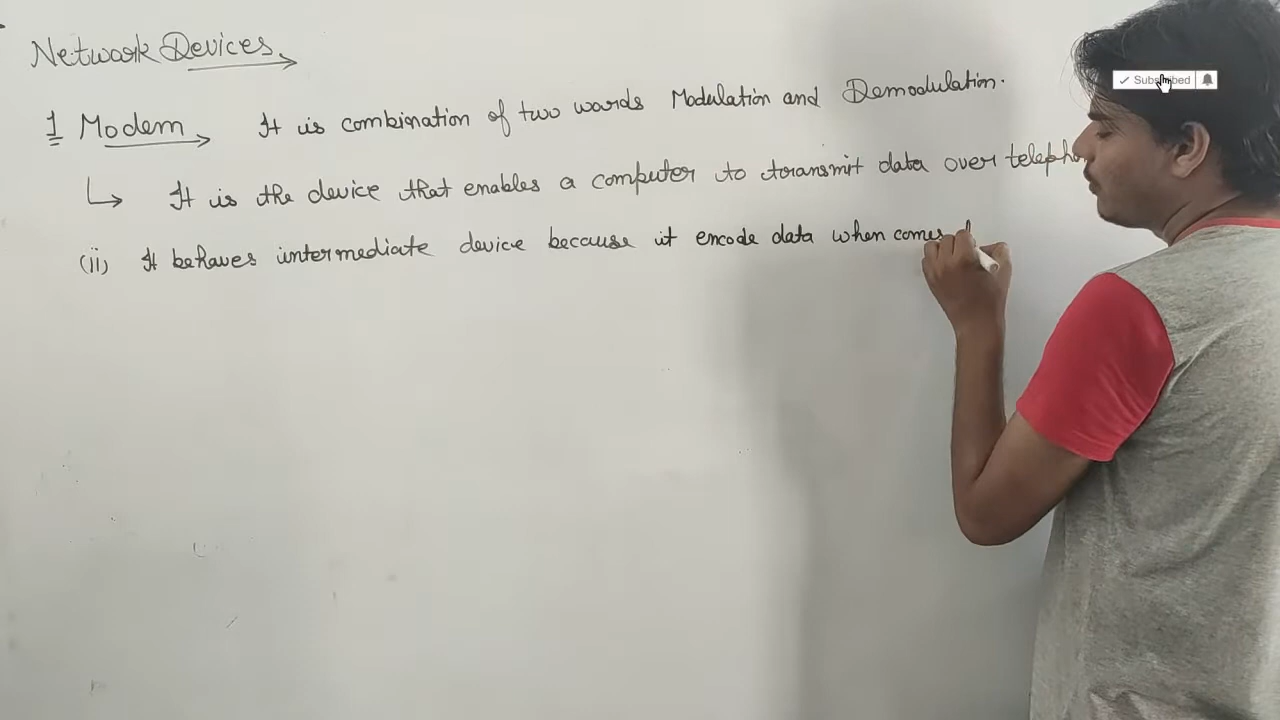 Network Devices
1 Modem It is combination of two words Modulation and Demodulation.
It is the device that enables a computer to transmit data over
(ii) It behaves intermediate device because it encode data when comes
Subscribed